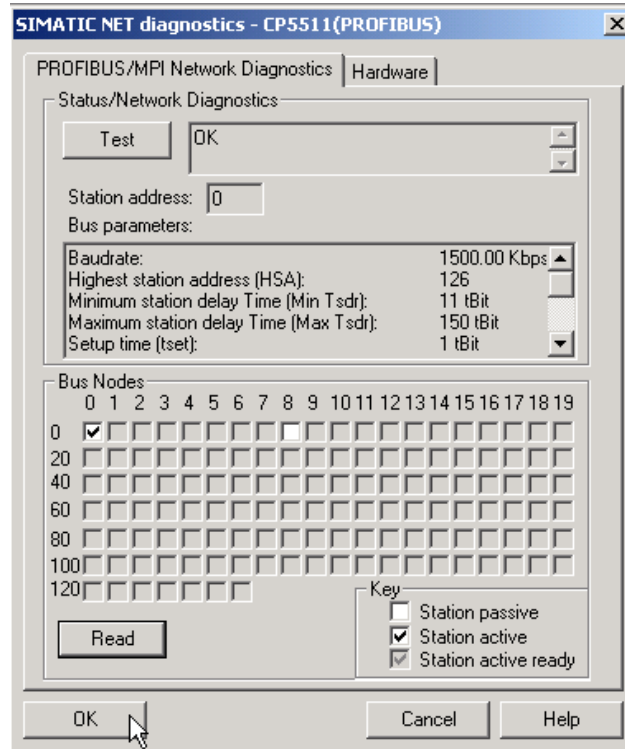 SIMATIC NET diagnostics - CP5511(PROFIBUS)
PROFIBUS/MPI Network Diagnostics Hardware
Status/Network Diagnostics
Test OK
Station address: 0
Bus parameters:
Baudrate: 1500.00 Kbps
Highest station address (HSA): 126
Minimum station delay Time (Min Tsdr): 11 tBit
Maximum station delay Time (Max Tsdr): 150 tBit
Setup time (tset): 1 tBit
Bus Nodes
0 1 2 3 4 5 6 7 8 9 10 11 12 13 14 15 16 17 18 19
0
20
40
60
80
100
120
Key
Station passive
Station active
Station active ready
Read
OK Cancel Help